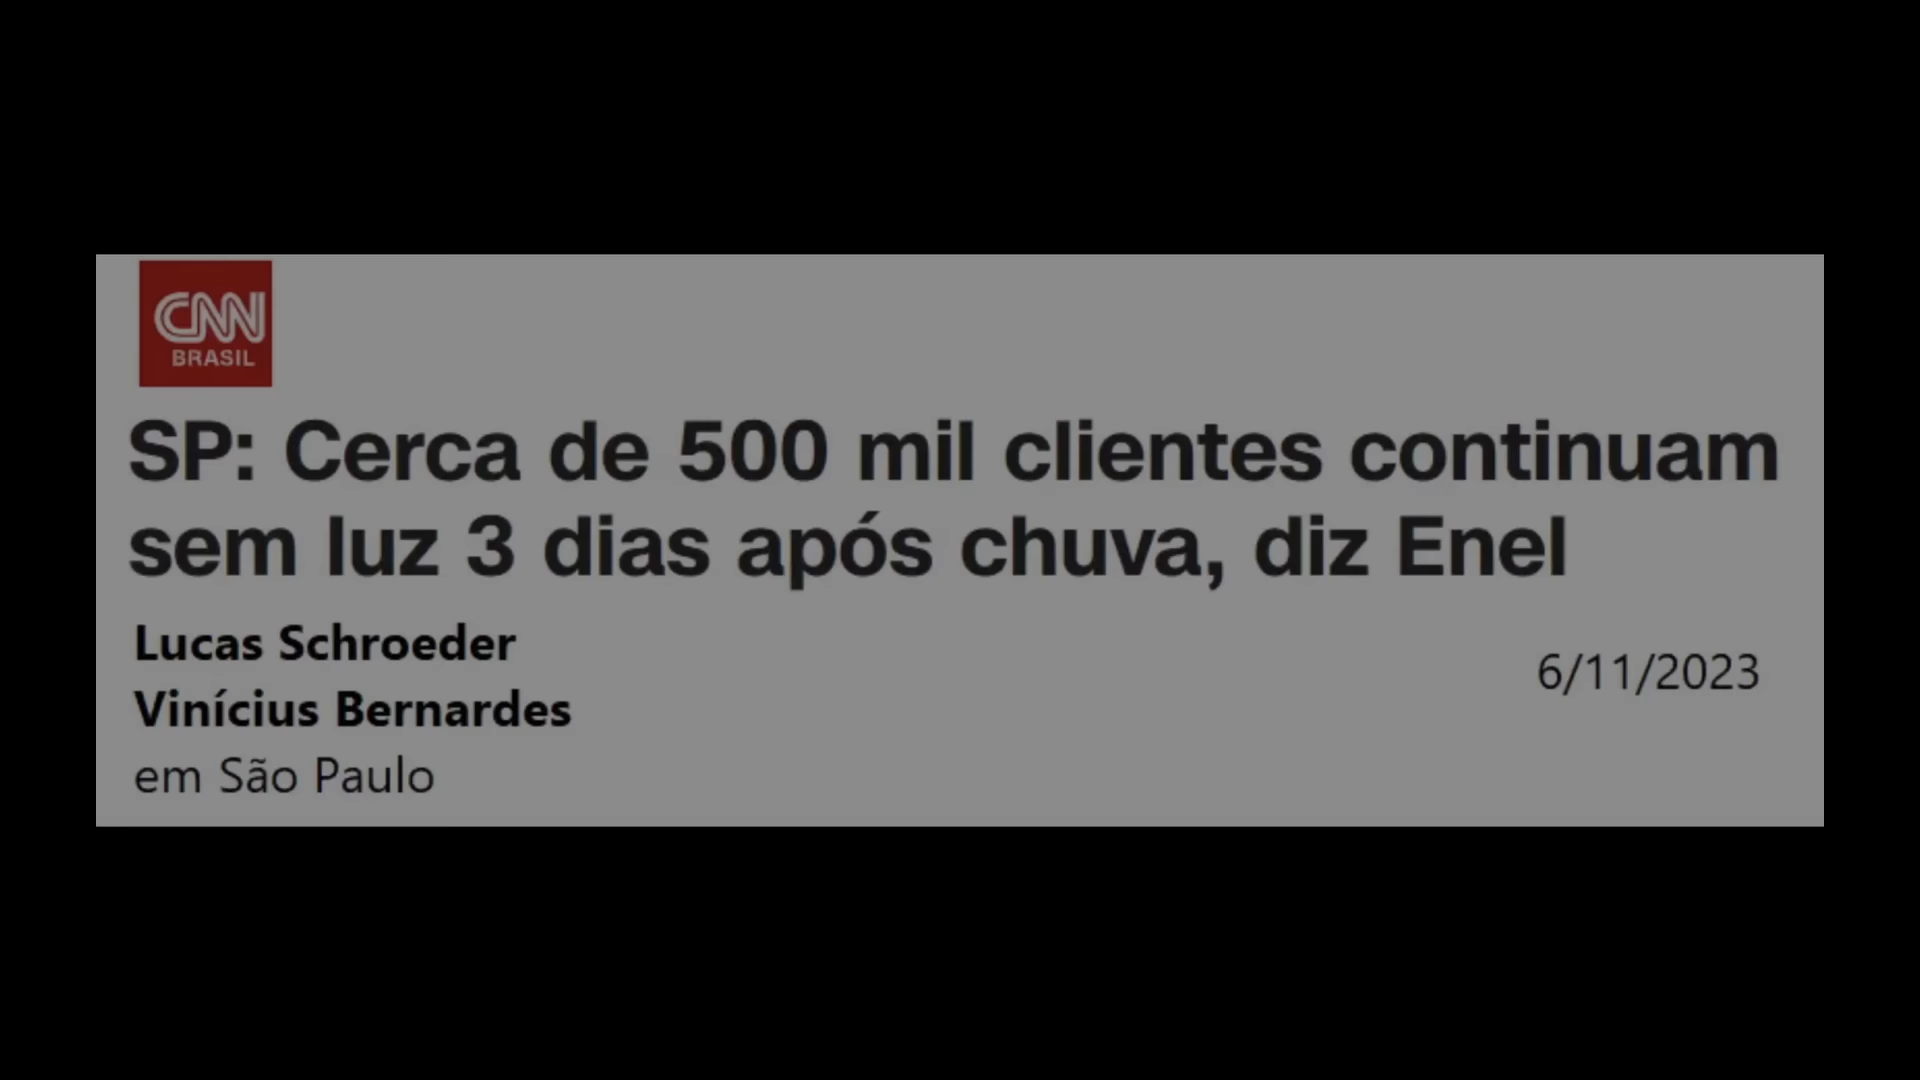 CNN
BRASIL
SP: Cerca de 500 mil clientes continuam
sem luz 3 dias após chuva, diz Enel
Lucas Schroeder
Vinícius Bernardes
em São Paulo
6/11/2023